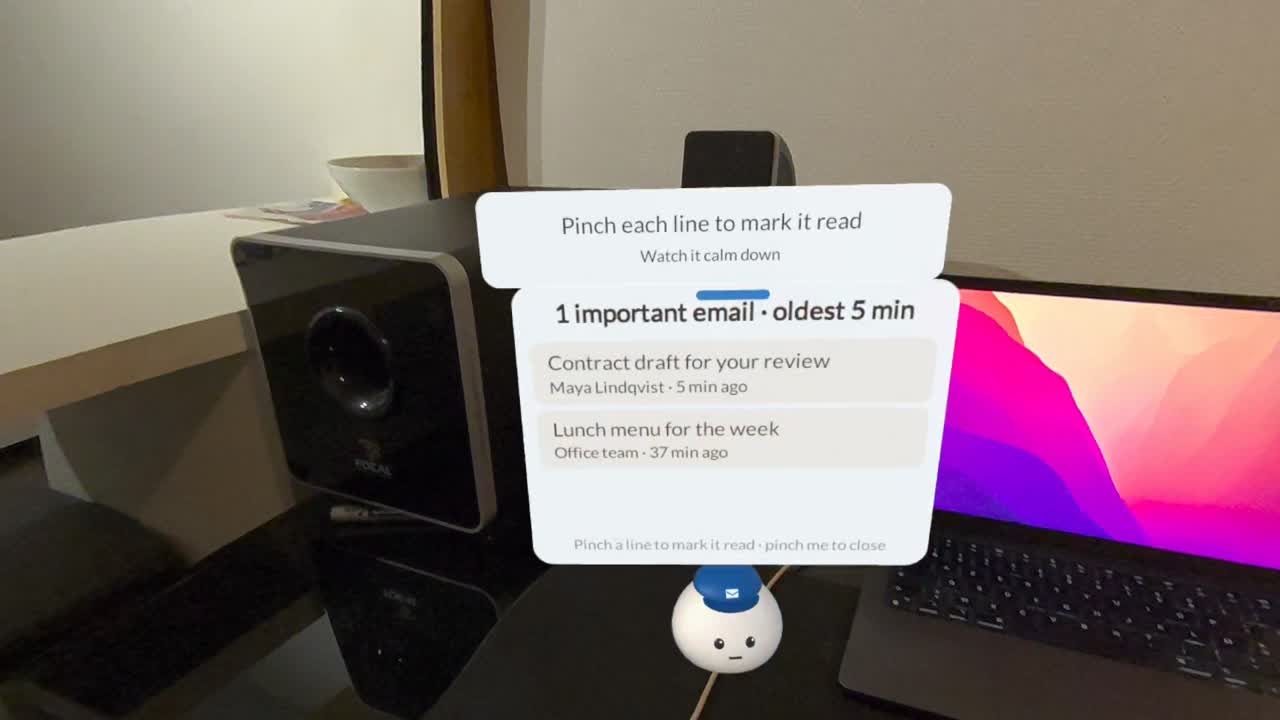 Pinch each line to mark it read
Watch it calm down
1 important email · oldest 5 min
Contract draft for your review
Maya Lindqvist · 5 min ago
Lunch menu for the week
Office team · 37 min ago
Pinch a line to mark it read · pinch me to close
FOCAL